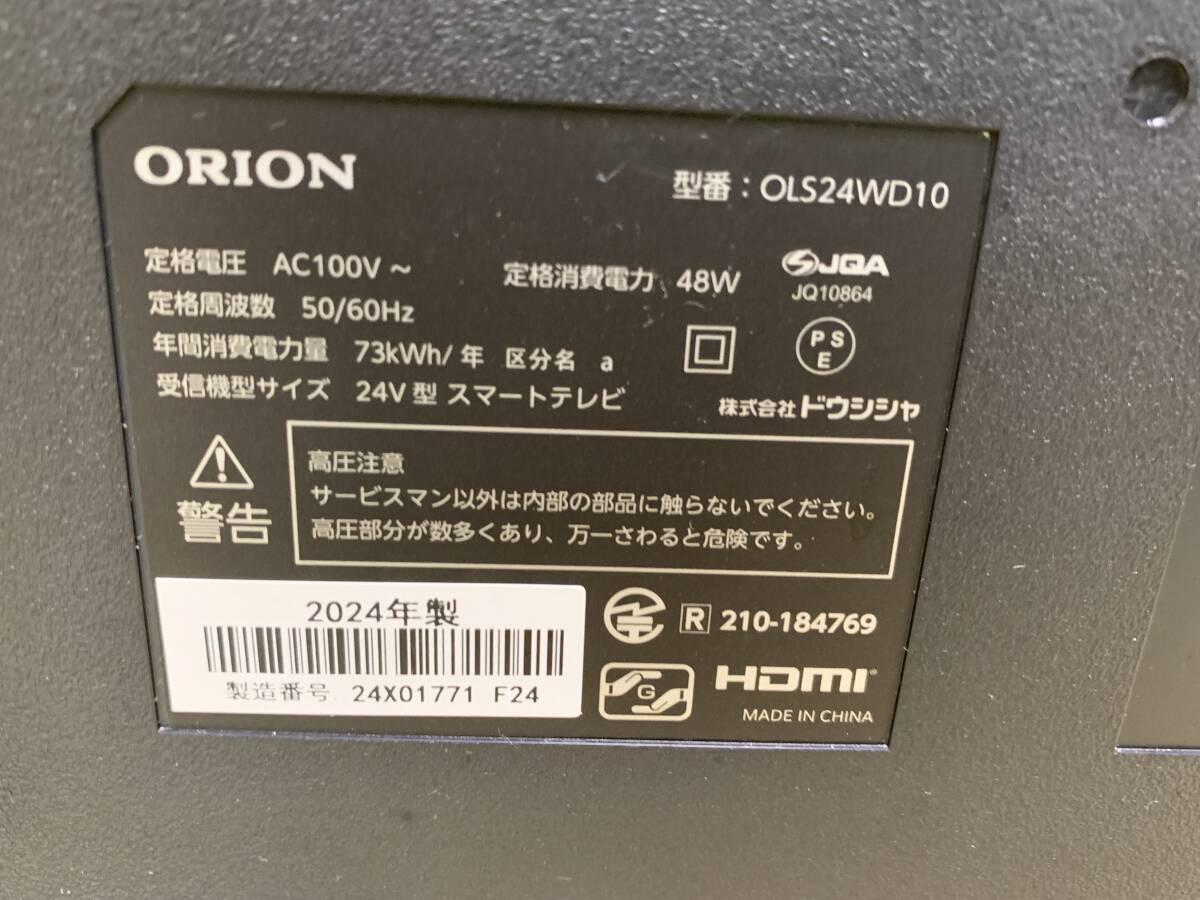 ORION
型番：OLS24WD10
定格電圧 AC100V～
定格消費電力 48W
JQA
JQ10864
定格周波数 50/60Hz
年間消費電力量 73kWh/年 区分名 a
PS
E
受信機型サイズ 24V型 スマートテレビ
株式会社ドウシシャ
警告
高圧注意
サービスマン以外は内部の部品に触らないでください。
高圧部分が数多くあり、万一さわると危険です。
2024年製
製造番号 24X01771 F24
R 210-184769
G
HDMI®
MADE IN CHINA